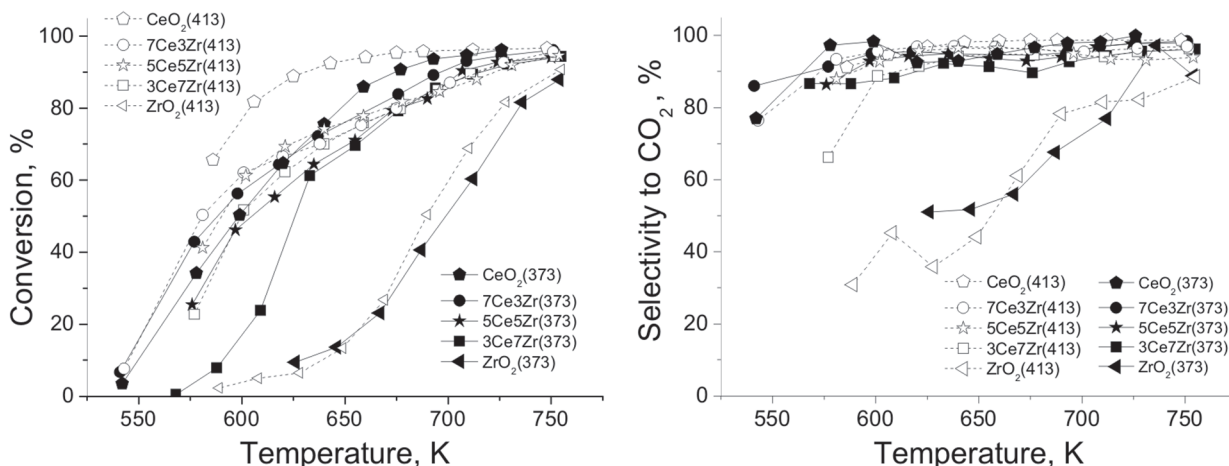 Conversion, %
100
80
60
40
20
0
550
600
650
700
750
Temperature, K
CeO₂(413)
7Ce3Zr(413)
5Ce5Zr(413)
3Ce7Zr(413)
ZrO₂(413)
CeO₂(373)
7Ce3Zr(373)
5Ce5Zr(373)
3Ce7Zr(373)
ZrO₂(373)
Selectivity to CO₂, %
100
80
60
40
20
0
550
600
650
700
750
Temperature, K
CeO₂(413)
7Ce3Zr(413)
5Ce5Zr(413)
3Ce7Zr(413)
ZrO₂(413)
CeO₂(373)
7Ce3Zr(373)
5Ce5Zr(373)
3Ce7Zr(373)
ZrO₂(373)